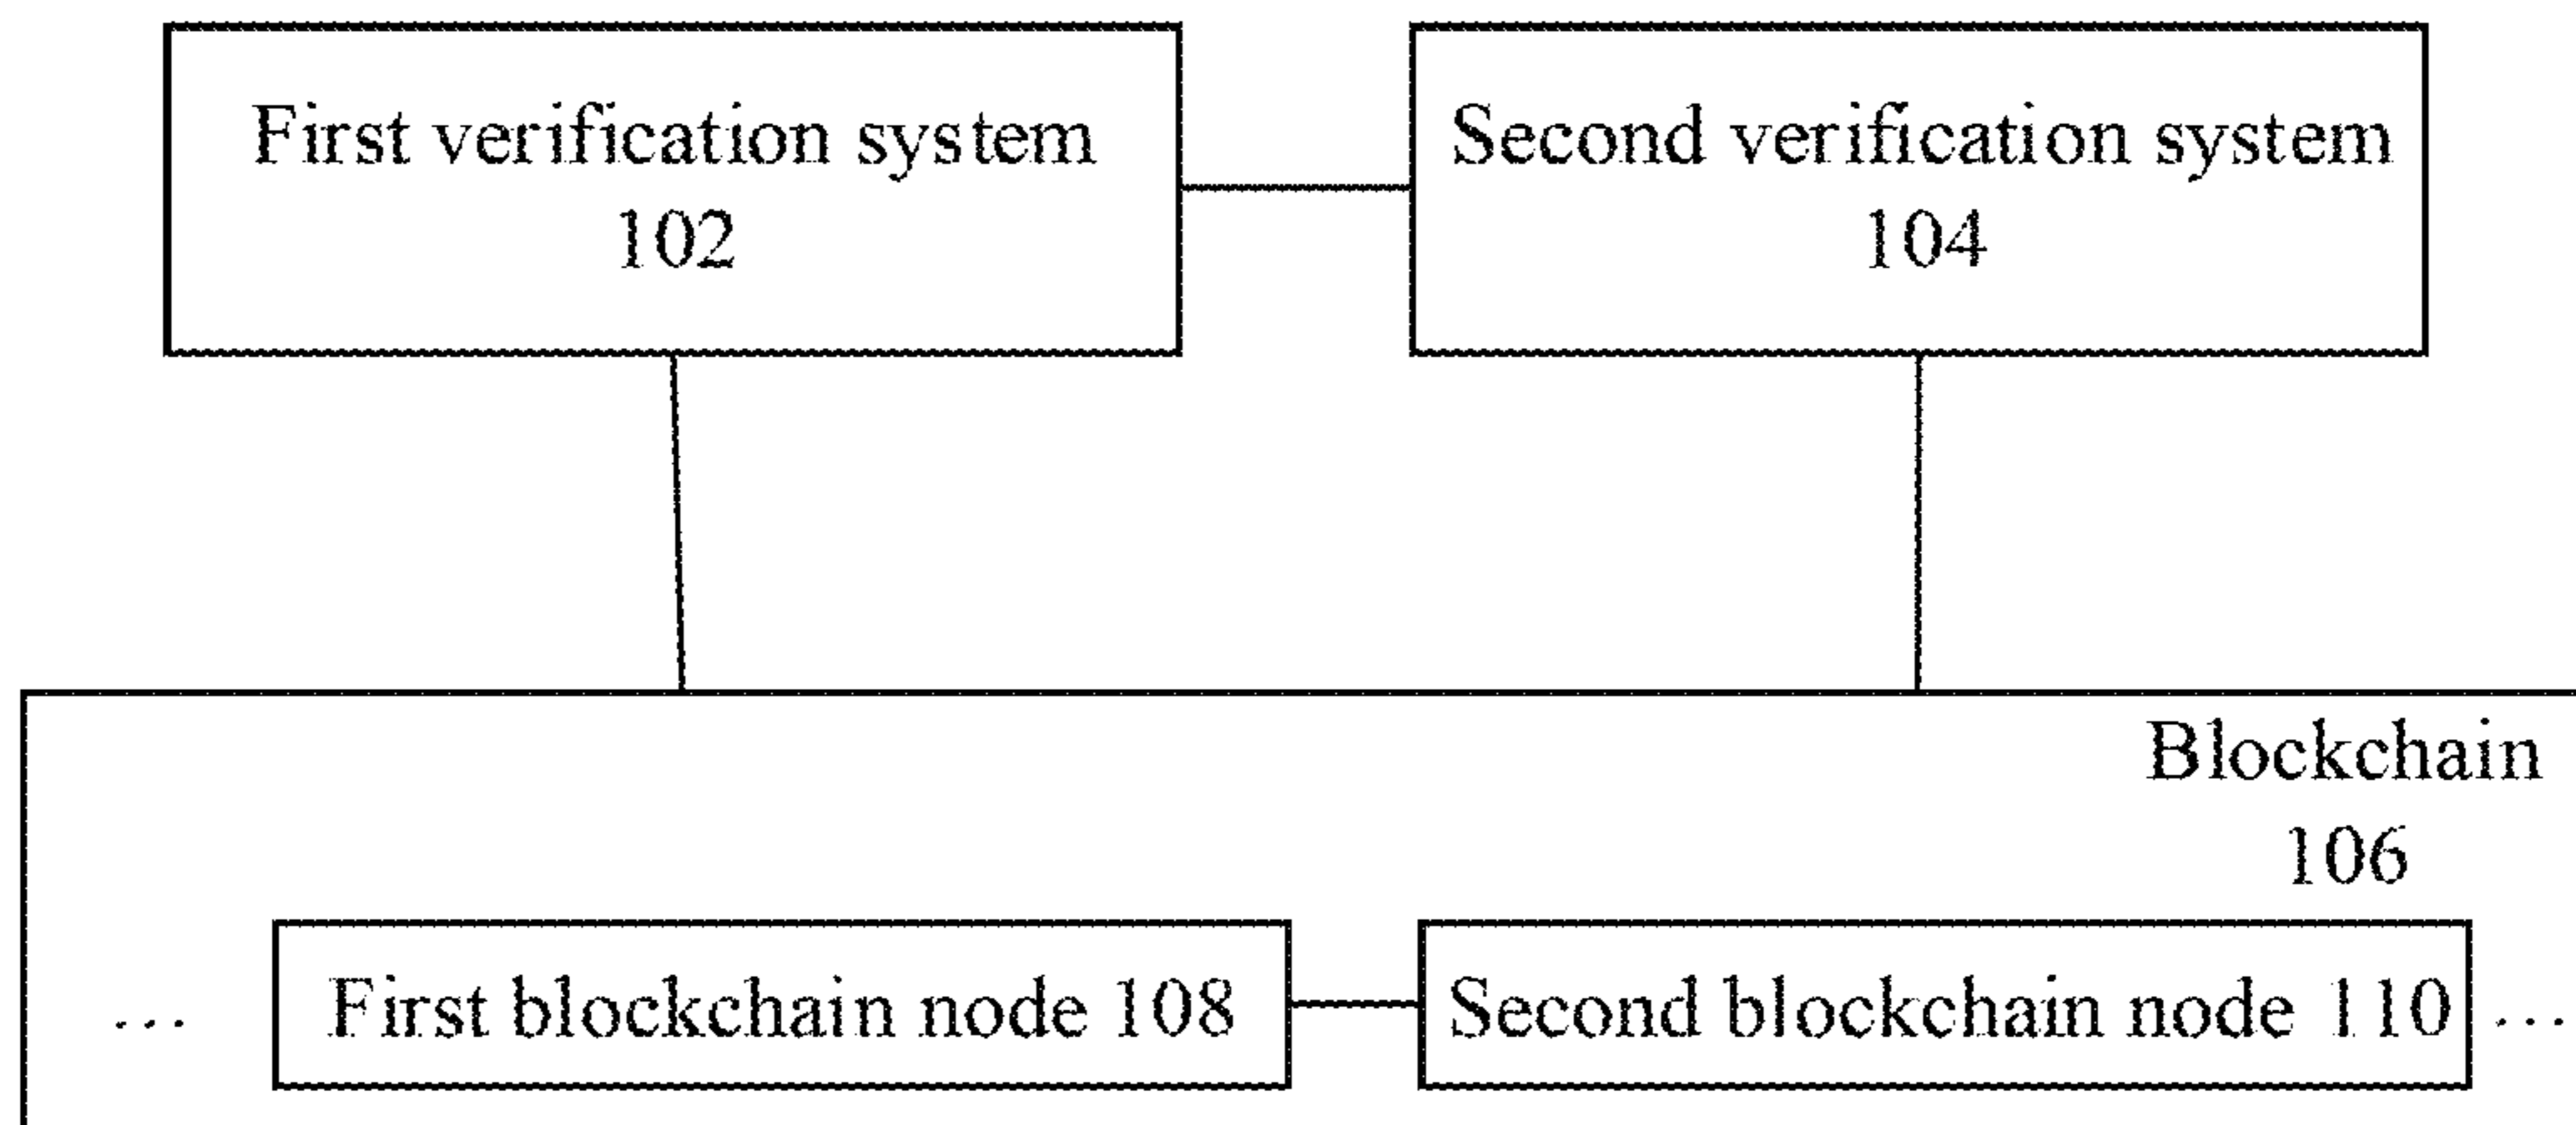 First verification system
102
Second verification system
104
Blockchain
106
... First blockchain node 108 Second blockchain node 110 ...